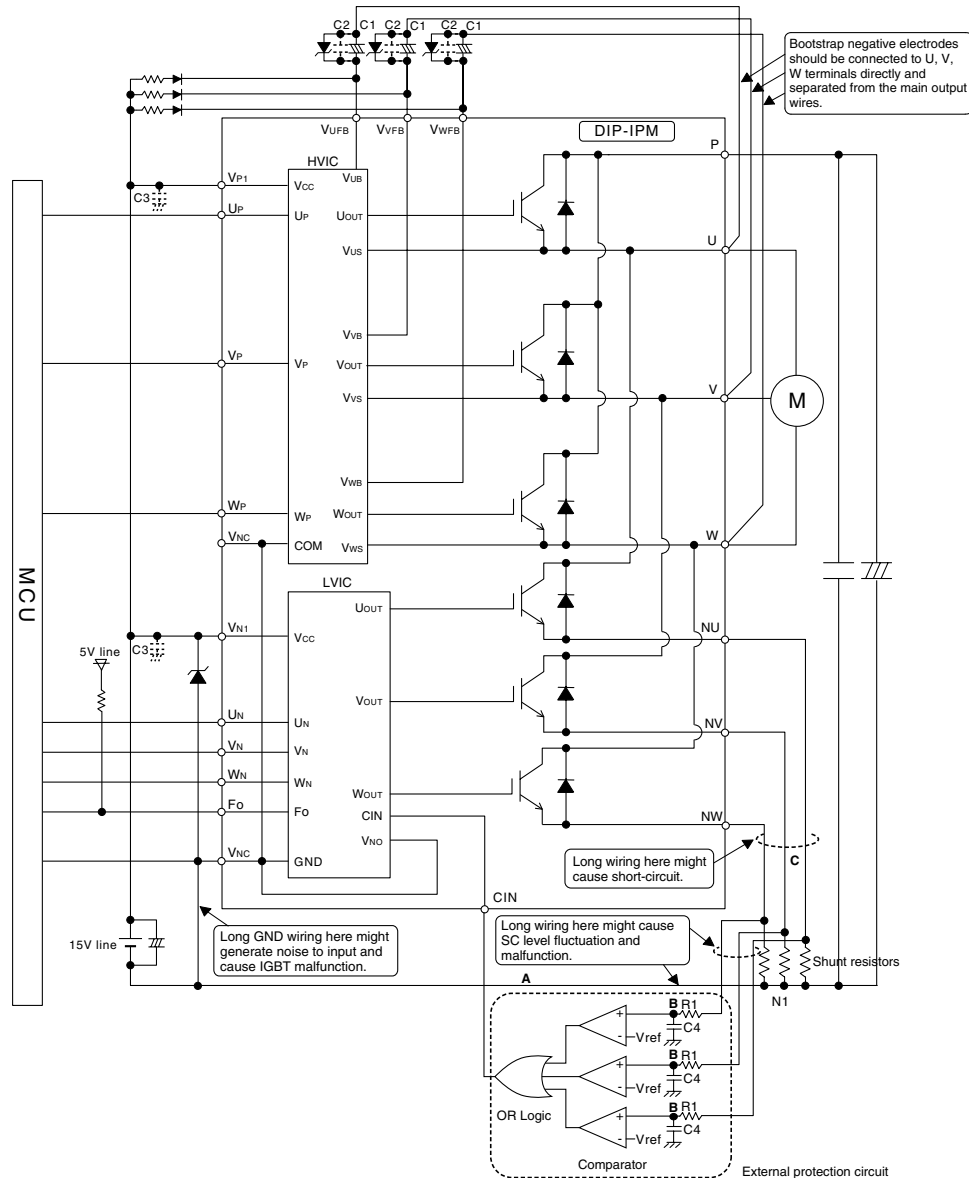 C2 C1 C2 C1 C2 C1
Bootstrap negative electrodes
should be connected to U, V,
W terminals directly and
separated from the main output
wires.
VUFB VVFB VWFB
DIP-IPM
P
HVIC
VP1
VCC
VUB
C3
UP
UP
UOUT
U
VUS
VVB
VP
VP
VOUT
V
VVS
M
VWB
WP
WP
WOUT
W
VNC
COM
VWS
MCU
LVIC
UOUT
VN1
VCC
NU
5V line
C3
VOUT
UN
UN
NV
VN
VN
WN
WN
WOUT
FO
FO
CIN
NW
VNO
VNC
GND
C
Long wiring here might
cause short-circuit.
CIN
15V line
Long GND wiring here might
generate noise to input and
cause IGBT malfunction.
Long wiring here might cause
SC level fluctuation and
malfunction.
Shunt resistors
A
N1
B R1
+
-
Vref
C4
B R1
+
-
Vref
C4
B R1
+
-
Vref
C4
OR Logic
Comparator
External protection circuit